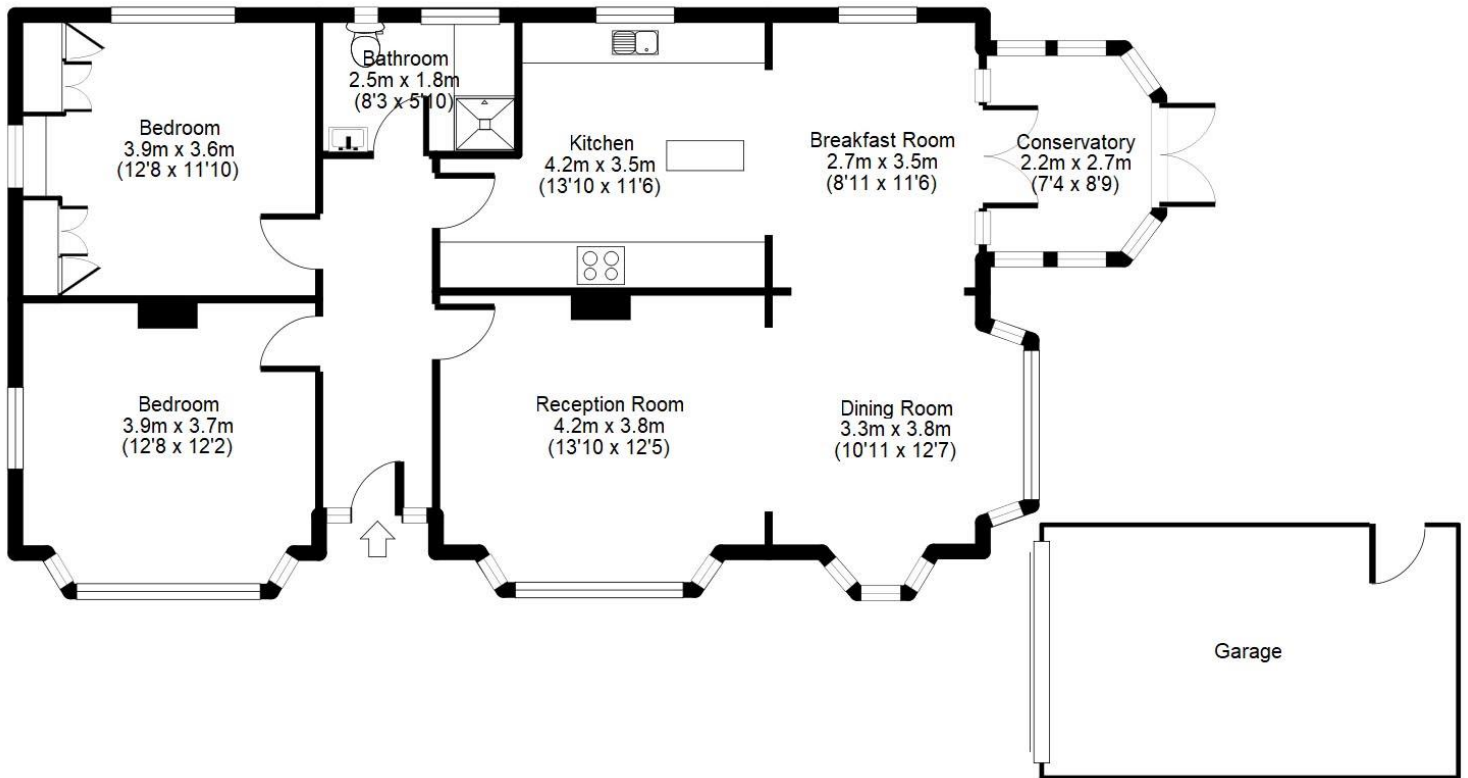 Bathroom
2.5m x 1.8m
(8'3 x 5'10)
Bedroom
3.9m x 3.6m
(12'8 x 11'10)
Kitchen
4.2m x 3.5m
(13'10 x 11'6)
Breakfast Room
2.7m x 3.5m
(8'11 x 11'6)
Conservatory
2.2m x 2.7m
(7'4 x 8'9)
Bedroom
3.9m x 3.7m
(12'8 x 12'2)
Reception Room
4.2m x 3.8m
(13'10 x 12'5)
Dining Room
3.3m x 3.8m
(10'11 x 12'7)
Garage